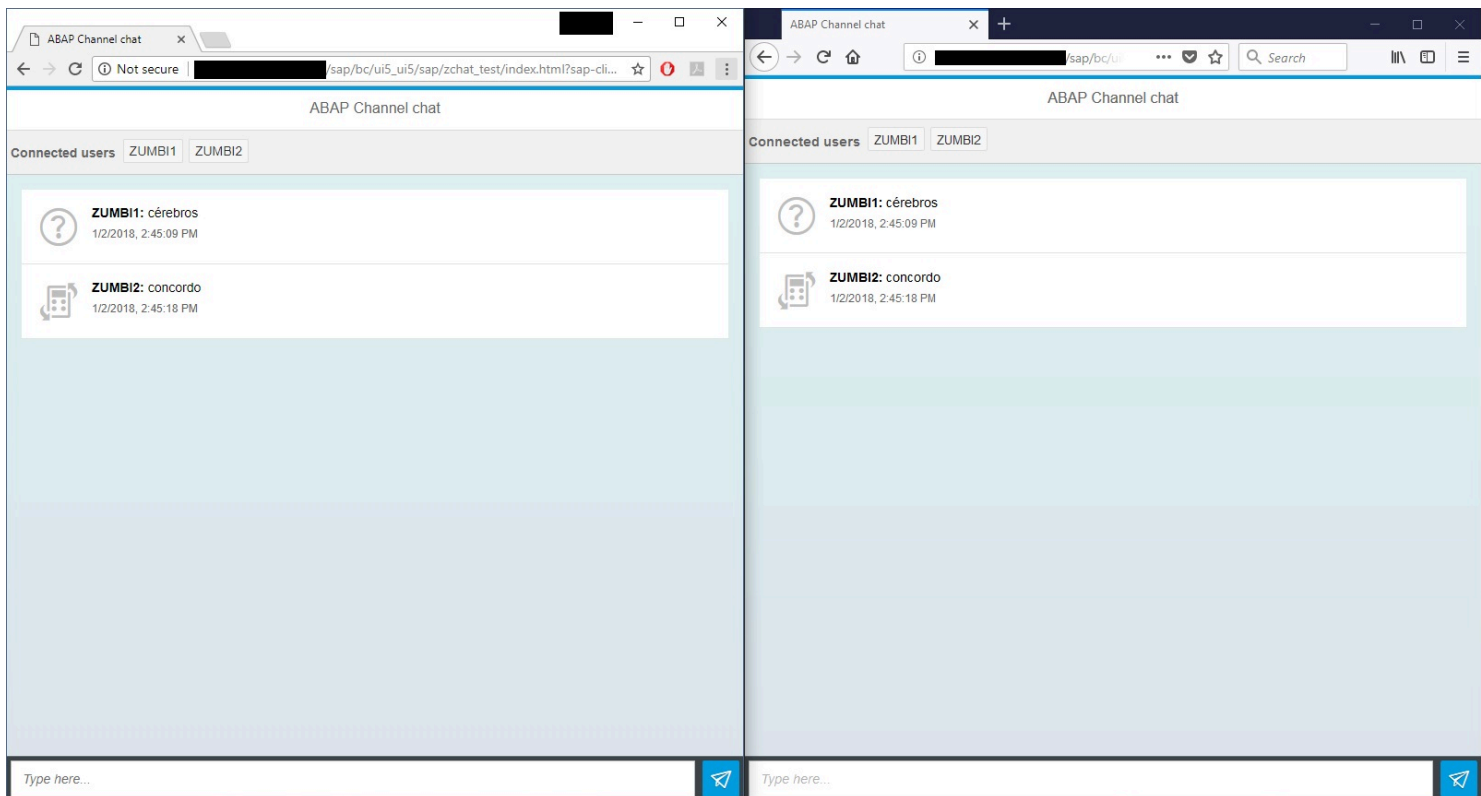 ABAP Channel chat
Not secure /sap/bc/ui5_ui5/sap/zchat_test/index.html?sap-cli...
ABAP Channel chat
Connected users ZUMBI1 ZUMBI2
ZUMBI1: cérebros
1/2/2018, 2:45:09 PM
ZUMBI2: concordo
1/2/2018, 2:45:18 PM
Type here...
ABAP Channel chat
/sap/bc/ui Search
ABAP Channel chat
Connected users ZUMBI1 ZUMBI2
ZUMBI1: cérebros
1/2/2018, 2:45:09 PM
ZUMBI2: concordo
1/2/2018, 2:45:18 PM
Type here...